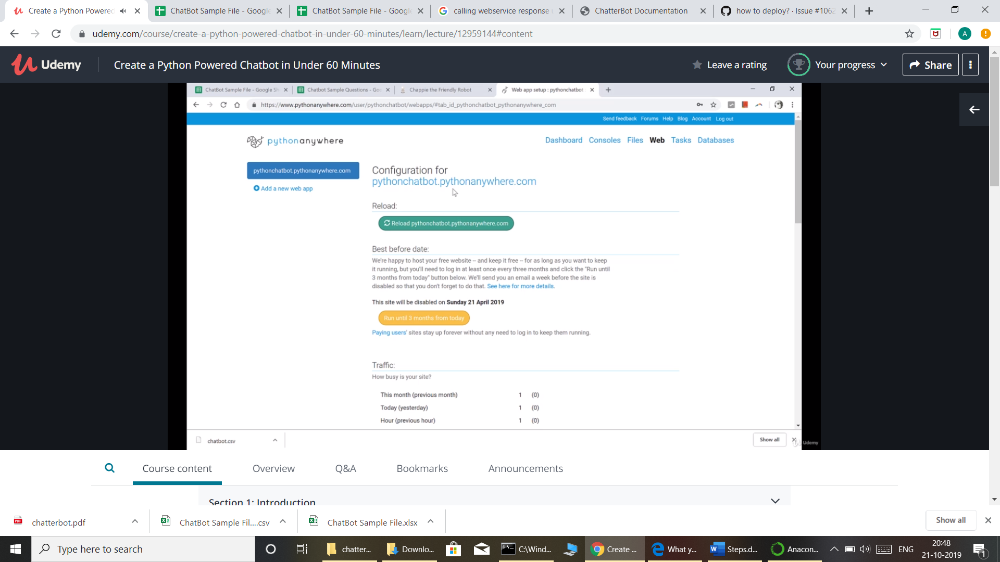 Create a Python Powered
ChatBot Sample File - Google
ChatBot Sample File - Google
calling webservice response
ChatterBot Documentation
how to deploy? · Issue #1062
udemy.com/course/create-a-python-powered-chatbot-in-under-60-minutes/learn/lecture/12959144#content
A
Udemy
Create a Python Powered Chatbot in Under 60 Minutes
Leave a rating
Your progress
Share
ChatBot Sample File - Google Sh
Chatbot Sample Questions - Goo
Chappie the Friendly Robot
Web app setup : pythonchatbot :
https://www.pythonanywhere.com/user/pythonchatbot/webapps/#tab_id_pythonchatbot_pythonanywhere_com
Send feedback Forums Help Blog Account Log out
pythonanywhere
Dashboard Consoles Files Web Tasks Databases
pythonchatbot.pythonanywhere.com
Add a new web app
Configuration for
pythonchatbot.pythonanywhere.com
Reload:
Reload pythonchatbot.pythonanywhere.com
Best before date:
We're happy to host your free website -- and keep it free -- for as long as you want to keep
it running, but you'll need to log in at least once every three months and click the "Run until
3 months from today" button below. We'll send you an email a week before the site is
disabled so that you don't forget to do that. See here for more details.
This site will be disabled on Sunday 21 April 2019
Run until 3 months from today
Paying users' sites stay up forever without any need to log in to keep them running.
Traffic:
How busy is your site?
This month (previous month) 1 (0)
Today (yesterday) 1 (0)
Hour (previous hour) 1 (0)
chatbot.csv
Show all
Udemy
Course content
Overview
Q&A
Bookmarks
Announcements
Section 1: Introduction
chatterbot.pdf
ChatBot Sample Fil....csv
ChatBot Sample File.xlsx
Show all
Type here to search
chatter...
Downlo...
C:\Wind...
Create ...
What y...
Steps.d...
Anacon...
ENG
20:48
21-10-2019
1